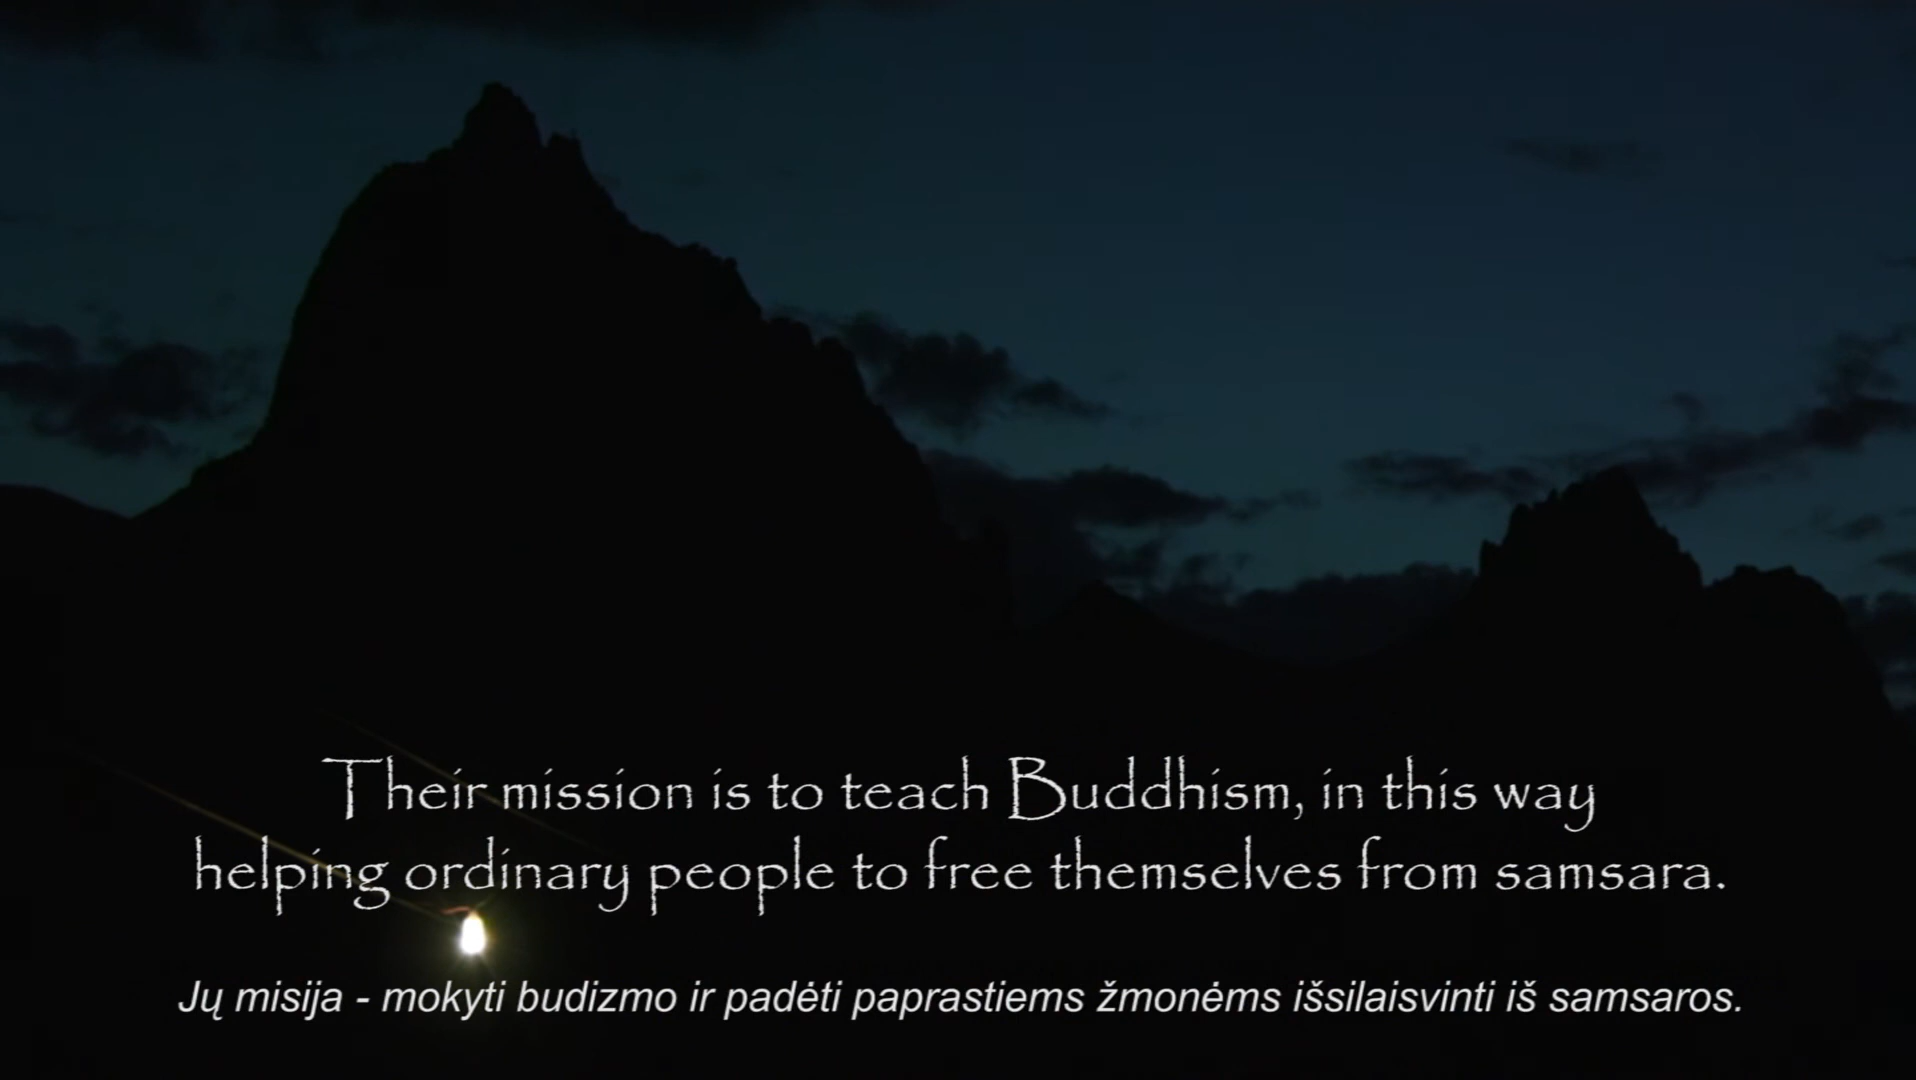 Their mission is to teach Buddhism, in this way
helping ordinary people to free themselves from samsara.
Jų misija - mokyti budizmo ir padėti paprastiems žmonėms išsilaisvinti iš samsaros.